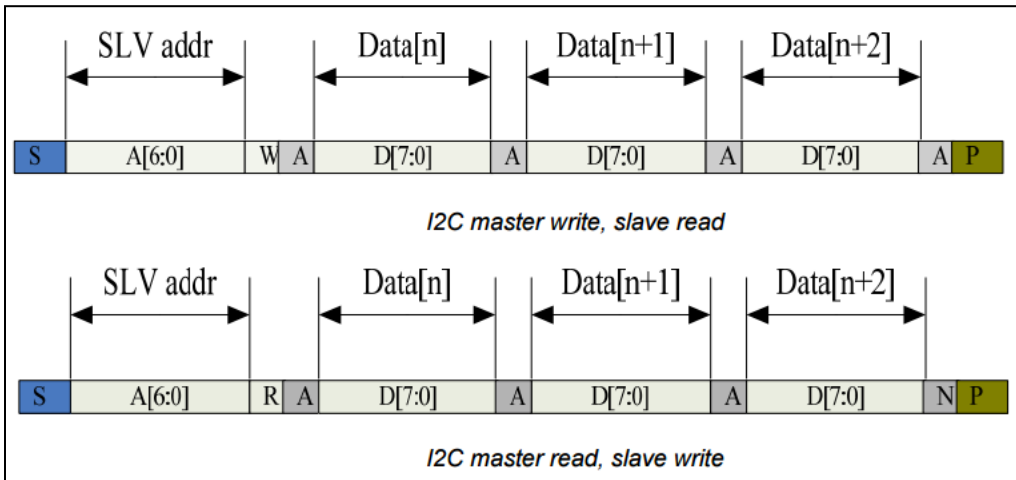 SLV addr Data[n] Data[n+1] Data[n+2]
S A[6:0] W A D[7:0] A D[7:0] A D[7:0] A P
I2C master write, slave read
SLV addr Data[n] Data[n+1] Data[n+2]
S A[6:0] R A D[7:0] A D[7:0] A D[7:0] N P
I2C master read, slave write